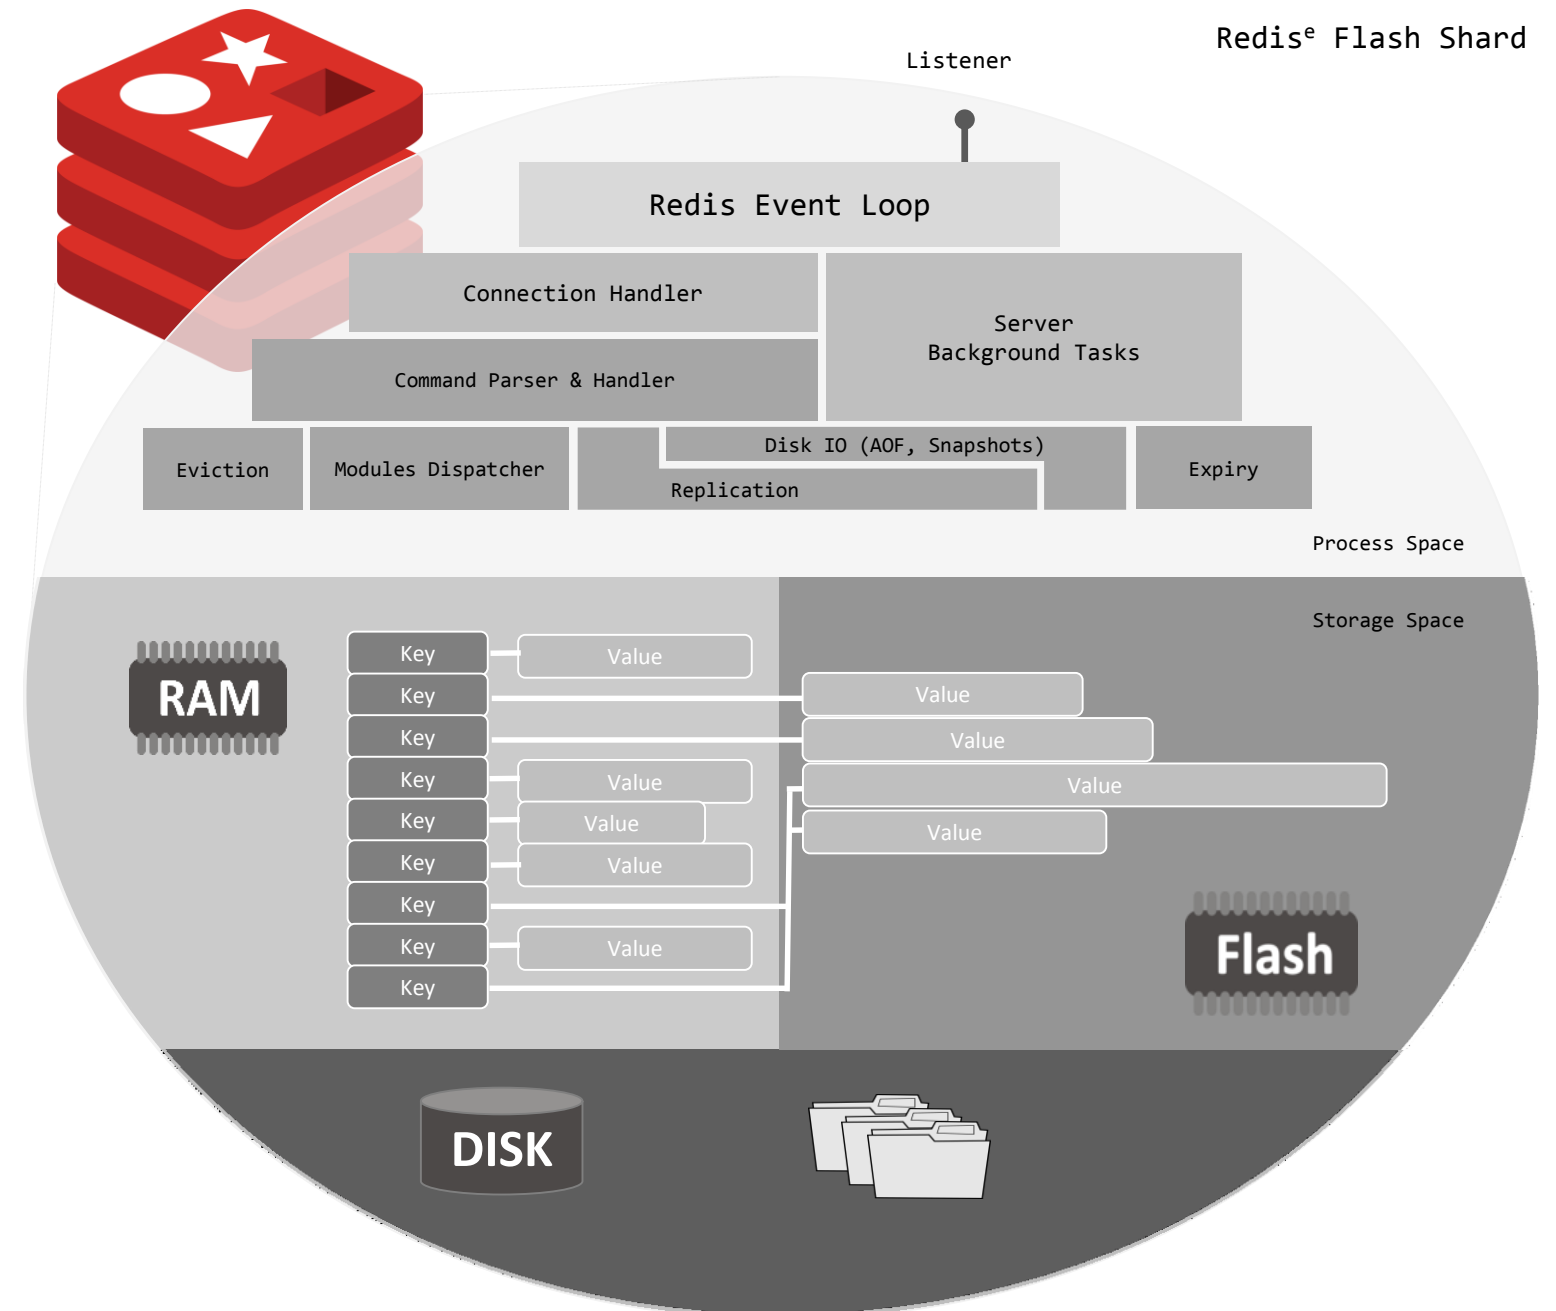 Redisᵉ Flash Shard
Listener
Redis Event Loop
Connection Handler
Server
Background Tasks
Command Parser & Handler
Eviction
Modules Dispatcher
Disk IO (AOF, Snapshots)
Replication
Expiry
Process Space
Storage Space
RAM
Key
Value
Key
Value
Key
Value
Key
Value
Value
Key
Value
Value
Key
Value
Key
Key
Value
Key
Flash
DISK